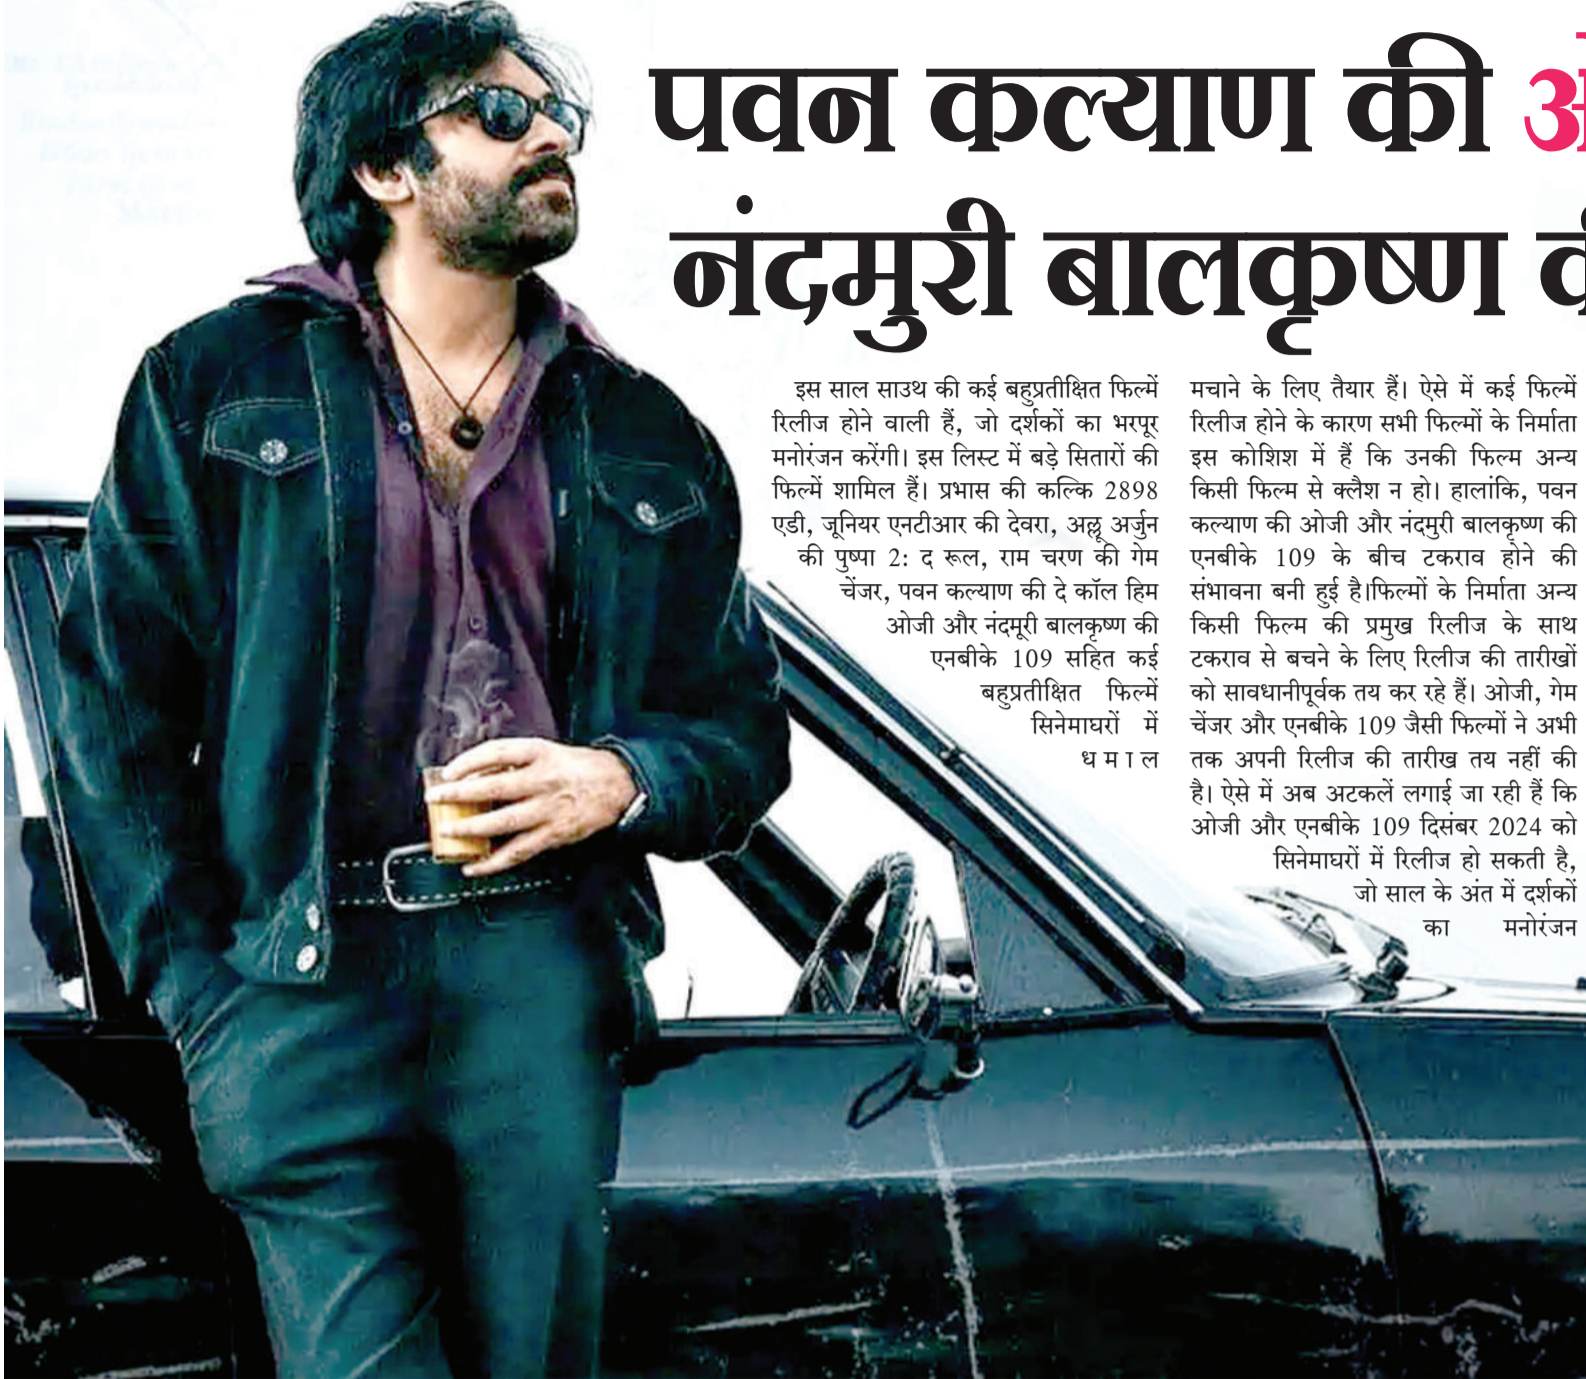 पवन कल्याण की
नंदमुरी बालकृष्ण
इस साल साउथ की कई बहुप्रतीक्षित फिल्में
रिलीज होने वाली हैं, जो दर्शकों का भरपूर
मनोरंजन करेंगी। इस लिस्ट में बड़े सितारों की
फिल्में शामिल हैं। प्रभास की कल्कि 2898
एडी, जूनियर एनटीआर की देवरा, अल्लू अर्जुन
की पुष्पा 2: द रूल, राम चरण की गेम
चेंजर, पवन कल्याण की दे कॉल हिम
ओजी और नंदमूरी बालकृष्ण की
एनबीके 109 सहित कई
बहुप्रतीक्षित फिल्में
सिनेमाघरों में
धमाल
मचाने के लिए तैयार हैं। ऐसे में कई फिल्में
रिलीज होने के कारण सभी फिल्मों के निर्माता
इस कोशिश में हैं कि उनकी फिल्म अन्य
किसी फिल्म से क्लैश न हो। हालांकि, पवन
कल्याण की ओजी और नंदमुरी बालकृष्ण की
एनबीके 109 के बीच टकराव होने की
संभावना बनी हुई है।फिल्मों के निर्माता अन्य
किसी फिल्म की प्रमुख रिलीज के साथ
टकराव से बचने के लिए रिलीज की तारीखों
को सावधानीपूर्वक तय कर रहे हैं। ओजी, गेम
चेंजर और एनबीके 109 जैसी फिल्मों ने अभी
तक अपनी रिलीज की तारीख तय नहीं की
है। ऐसे में अब अटकलें लगाई जा रही हैं कि
ओजी और एनबीके 109 दिसंबर 2024 को
सिनेमाघरों में रिलीज हो सकती है,
जो साल के अंत में दर्शकों
का मनोरंजन